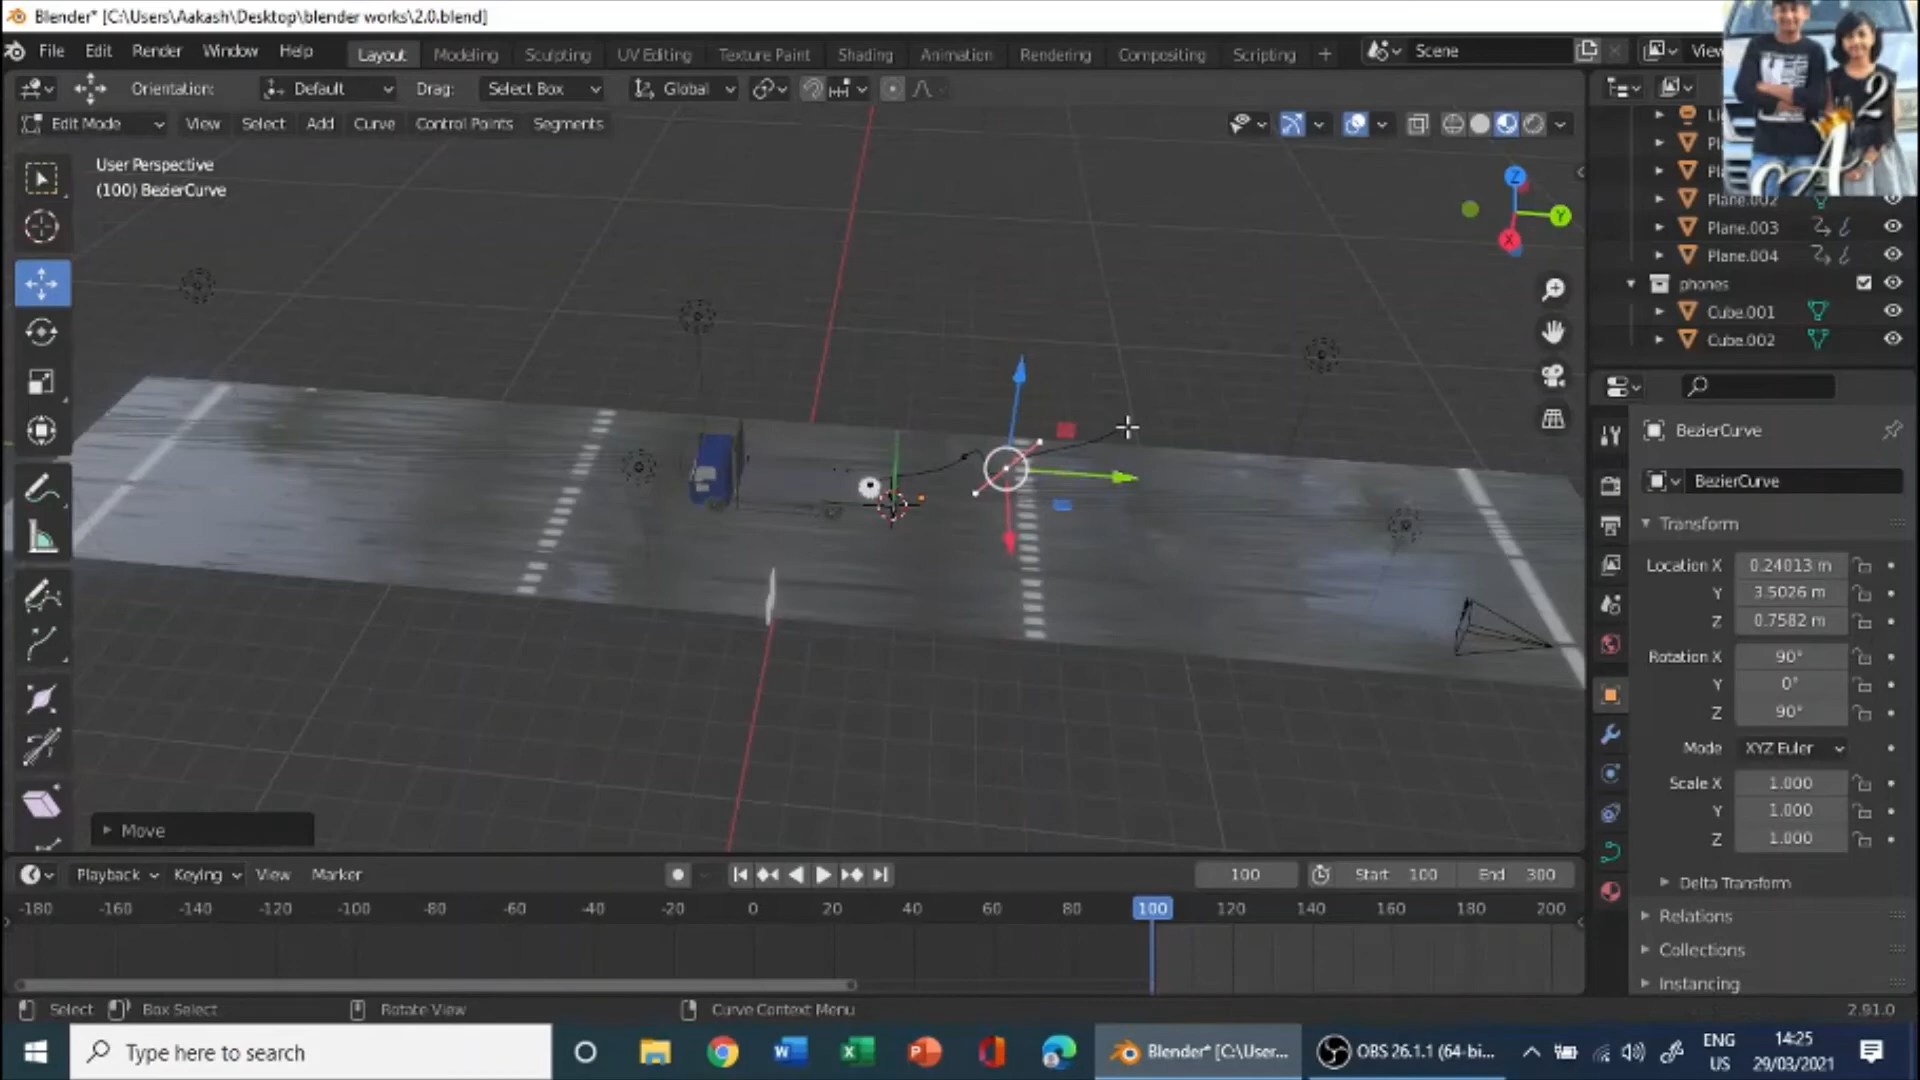 Blender* [C:\Users\Aakash\Desktop\blender works\2.0.blend]
File Edit Render Window Help Layout Modeling Sculpting UV Editing Texture Paint Shading Animation Rendering Compositing Scripting + Scene
Orientation: Default Drag: Select Box Global
Edit Mode View Select Add Curve Control Points Segments
User Perspective
(100) BezierCurve
Z
Y
X
2
A
Plane.002
Plane.003
Plane.004
phones
Cube.001
Cube.002
BezierCurve
BezierCurve
Transform
Location X 0.24013 m
Y 3.5026 m
Z 0.7582 m
Rotation X 90°
Y 0°
Z 90°
Mode XYZ Euler
Scale X 1.000
Y 1.000
Z 1.000
Delta Transform
Relations
Collections
Instancing
Move
Playback Keying View Marker 100 Start 100 End 300
-180 -160 -140 -120 -100 -80 -60 -40 -20 0 20 40 60 80 100 120 140 160 180 200
Select Box Select Rotate View Curve Context Menu 2.91.0
Type here to search Blender* [C:\User... OBS 26.1.1 (64-bi... ENG US 14:25 29/03/2021